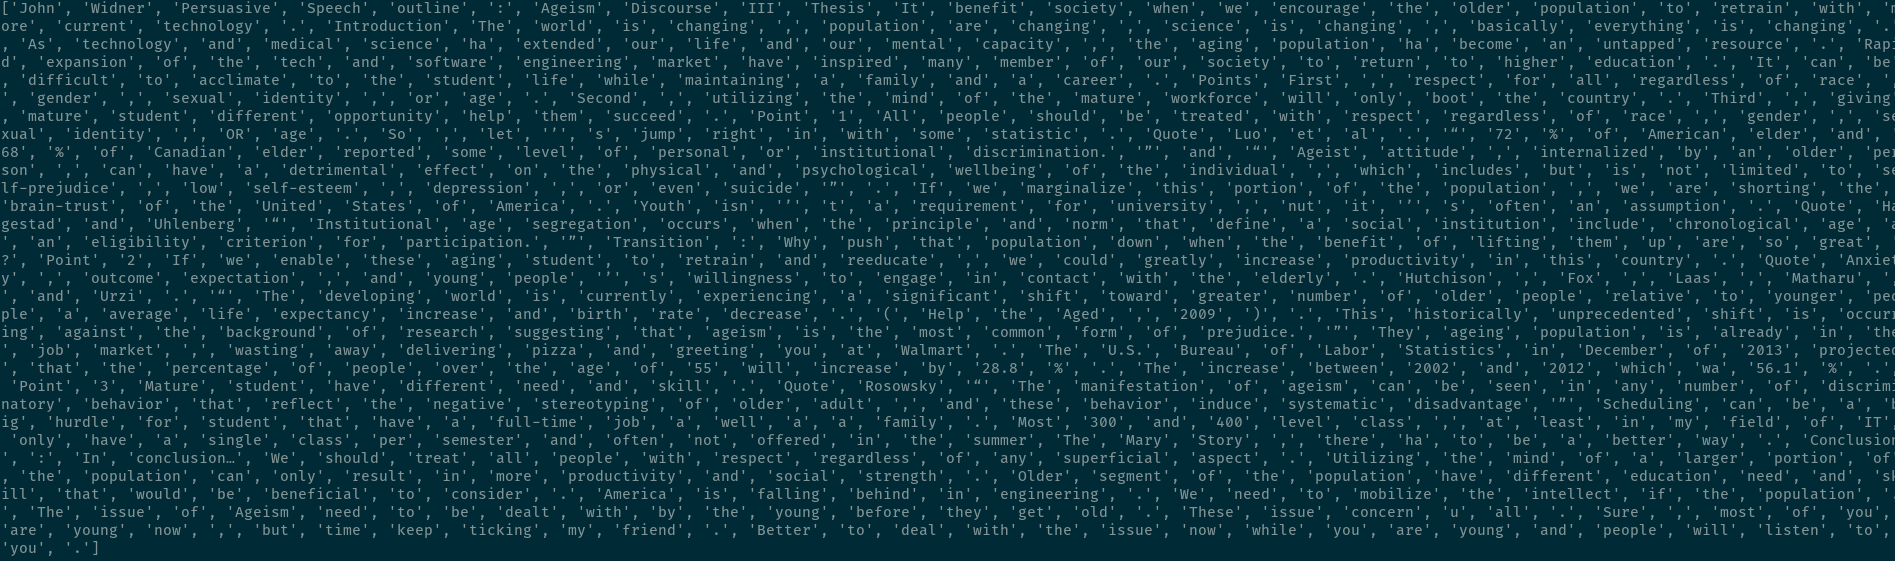 ['John', 'Widner', 'Persuasive', 'Speech', 'outline', ':', 'Ageism', 'Discourse', 'III', 'Thesis', 'It', 'benefit', 'society', 'when', 'we', 'encourage', 'the', 'older', 'population', 'to', 'retrain', 'with', 'm
ore', 'current', 'technology', '.', 'Introduction', 'The', 'world', 'is', 'changing', ',', 'population', 'are', 'changing', ',', 'science', 'is', 'changing', ',', 'basically', 'everything', 'is', 'changing', '.'
, 'As', 'technology', 'and', 'medical', 'science', 'ha', 'extended', 'our', 'life', 'and', 'our', 'mental', 'capacity', ',', 'the', 'aging', 'population', 'ha', 'become', 'an', 'untapped', 'resource', '.', 'Rapi
d', 'expansion', 'of', 'the', 'tech', 'and', 'software', 'engineering', 'market', 'have', 'inspired', 'many', 'member', 'of', 'our', 'society', 'to', 'return', 'to', 'higher', 'education', '.', 'It', 'can', 'be'
, 'difficult', 'to', 'acclimate', 'to', 'the', 'student', 'life', 'while', 'maintaining', 'a', 'family', 'and', 'a', 'career', '.', 'Points', 'First', ',', 'respect', 'for', 'all', 'regardless', 'of', 'race', ',
', 'gender', ',', 'sexual', 'identity', ',', 'or', 'age', '.', 'Second', ',', 'utilizing', 'the', 'mind', 'of', 'the', 'mature', 'workforce', 'will', 'only', 'boot', 'the', 'country', '.', 'Third', ',', 'giving'
, 'mature', 'student', 'different', 'opportunity', 'help', 'them', 'succeed', '.', 'Point', '1', 'All', 'people', 'should', 'be', 'treated', 'with', 'respect', 'regardless', 'of', 'race', ',', 'gender', ',', 'se
xual', 'identity', ',', 'OR', 'age', '.', 'So', ',', 'let', '’', 's', 'jump', 'right', 'in', 'with', 'some', 'statistic', '.', 'Quote', 'Luo', 'et', 'al', '.', '“', '72', '%', 'of', 'American', 'elder', 'and', '
68', '%', 'of', 'Canadian', 'elder', 'reported', 'some', 'level', 'of', 'personal', 'or', 'institutional', 'discrimination.', '”', 'and', '“', 'Ageist', 'attitude', ',', 'internalized', 'by', 'an', 'older', 'per
son', ',', 'can', 'have', 'a', 'detrimental', 'effect', 'on', 'the', 'physical', 'and', 'psychological', 'wellbeing', 'of', 'the', 'individual', ',', 'which', 'includes', 'but', 'is', 'not', 'limited', 'to', 'se
lf-prejudice', ',', 'low', 'self-esteem', ',', 'depression', ',', 'or', 'even', 'suicide', '”', '.', 'If', 'we', 'marginalize', 'this', 'portion', 'of', 'the', 'population', ',', 'we', 'are', 'shorting', 'the',
'brain-trust', 'of', 'the', 'United', 'States', 'of', 'America', '.', 'Youth', 'isn', '’', 't', 'a', 'requirement', 'for', 'university', ',', 'nut', 'it', '’', 's', 'often', 'an', 'assumption', '.', 'Quote', 'Ha
gestad', 'and', 'Uhlenberg', '“', 'Institutional', 'age', 'segregation', 'occurs', 'when', 'the', 'principle', 'and', 'norm', 'that', 'define', 'a', 'social', 'institution', 'include', 'chronological', 'age', 'a
', 'an', 'eligibility', 'criterion', 'for', 'participation.', '”', 'Transition', ':', 'Why', 'push', 'that', 'population', 'down', 'when', 'the', 'benefit', 'of', 'lifting', 'them', 'up', 'are', 'so', 'great', '
?', 'Point', '2', 'If', 'we', 'enable', 'these', 'aging', 'student', 'to', 'retrain', 'and', 'reeducate', ',', 'we', 'could', 'greatly', 'increase', 'productivity', 'in', 'this', 'country', '.', 'Quote', 'Anxiet
y', ',', 'outcome', 'expectation', ',', 'and', 'young', 'people', '’', 's', 'willingness', 'to', 'engage', 'in', 'contact', 'with', 'the', 'elderly', '.', 'Hutchison', ',', 'Fox', ',', 'Laas', ',', 'Matharu', ',
', 'and', 'Urzi', '.', '“', 'The', 'developing', 'world', 'is', 'currently', 'experiencing', 'a', 'significant', 'shift', 'toward', 'greater', 'number', 'of', 'older', 'people', 'relative', 'to', 'younger', 'peo
ple', 'a', 'average', 'life', 'expectancy', 'increase', 'and', 'birth', 'rate', 'decrease', '.', '(', 'Help', 'the', 'Aged', ',', '2009', ')', '.', 'This', 'historically', 'unprecedented', 'shift', 'is', 'occurr
ing', 'against', 'the', 'background', 'of', 'research', 'suggesting', 'that', 'ageism', 'is', 'the', 'most', 'common', 'form', 'of', 'prejudice.', '”', 'They', 'ageing', 'population', 'is', 'already', 'in', 'the
', 'job', 'market', ',', 'wasting', 'away', 'delivering', 'pizza', 'and', 'greeting', 'you', 'at', 'Walmart', '.', 'The', 'U.S.', 'Bureau', 'of', 'Labor', 'Statistics', 'in', 'December', 'of', '2013', 'projected
', 'that', 'the', 'percentage', 'of', 'people', 'over', 'the', 'age', 'of', '55', 'will', 'increase', 'by', '28.8', '%', '.', 'The', 'increase', 'between', '2002', 'and', '2012', 'which', 'wa', '56.1', '%', '.',
'Point', '3', 'Mature', 'student', 'have', 'different', 'need', 'and', 'skill', '.', 'Quote', 'Rosowsky', '“', 'The', 'manifestation', 'of', 'ageism', 'can', 'be', 'seen', 'in', 'any', 'number', 'of', 'discrimi
natory', 'behavior', 'that', 'reflect', 'the', 'negative', 'stereotyping', 'of', 'older', 'adult', ',', 'and', 'these', 'behavior', 'induce', 'systematic', 'disadvantage', '”', 'Scheduling', 'can', 'be', 'a', 'b
ig', 'hurdle', 'for', 'student', 'that', 'have', 'a', 'full-time', 'job', 'a', 'well', 'a', 'a', 'family', '.', 'Most', '300', 'and', '400', 'level', 'class', ',', 'at', 'least', 'in', 'my', 'field', 'of', 'IT',
'only', 'have', 'a', 'single', 'class', 'per', 'semester', 'and', 'often', 'not', 'offered', 'in', 'the', 'summer', 'The', 'Mary', 'Story', ',', 'there', 'ha', 'to', 'be', 'a', 'better', 'way', '.', 'Conclusion
', ':', 'In', 'conclusion…', 'We', 'should', 'treat', 'all', 'people', 'with', 'respect', 'regardless', 'of', 'any', 'superficial', 'aspect', '.', 'Utilizing', 'the', 'mind', 'of', 'a', 'larger', 'portion', 'of'
, 'the', 'population', 'can', 'only', 'result', 'in', 'more', 'productivity', 'and', 'social', 'strength', '.', 'Older', 'segment', 'of', 'the', 'population', 'have', 'different', 'education', 'need', 'and', 'sk
ill', 'that', 'would', 'be', 'beneficial', 'to', 'consider', '.', 'America', 'is', 'falling', 'behind', 'in', 'engineering', '.', 'We', 'need', 'to', 'mobilize', 'the', 'intellect', 'if', 'the', 'population', '.
', 'The', 'issue', 'of', 'Ageism', 'need', 'to', 'be', 'dealt', 'with', 'by', 'the', 'young', 'before', 'they', 'get', 'old', '.', 'These', 'issue', 'concern', 'u', 'all', '.', 'Sure', ',', 'most', 'of', 'you',
'are', 'young', 'now', ',', 'but', 'time', 'keep', 'ticking', 'my', 'friend', '.', 'Better', 'to', 'deal', 'with', 'the', 'issue', 'now', 'while', 'you', 'are', 'young', 'and', 'people', 'will', 'listen', 'to',
'you', '.']